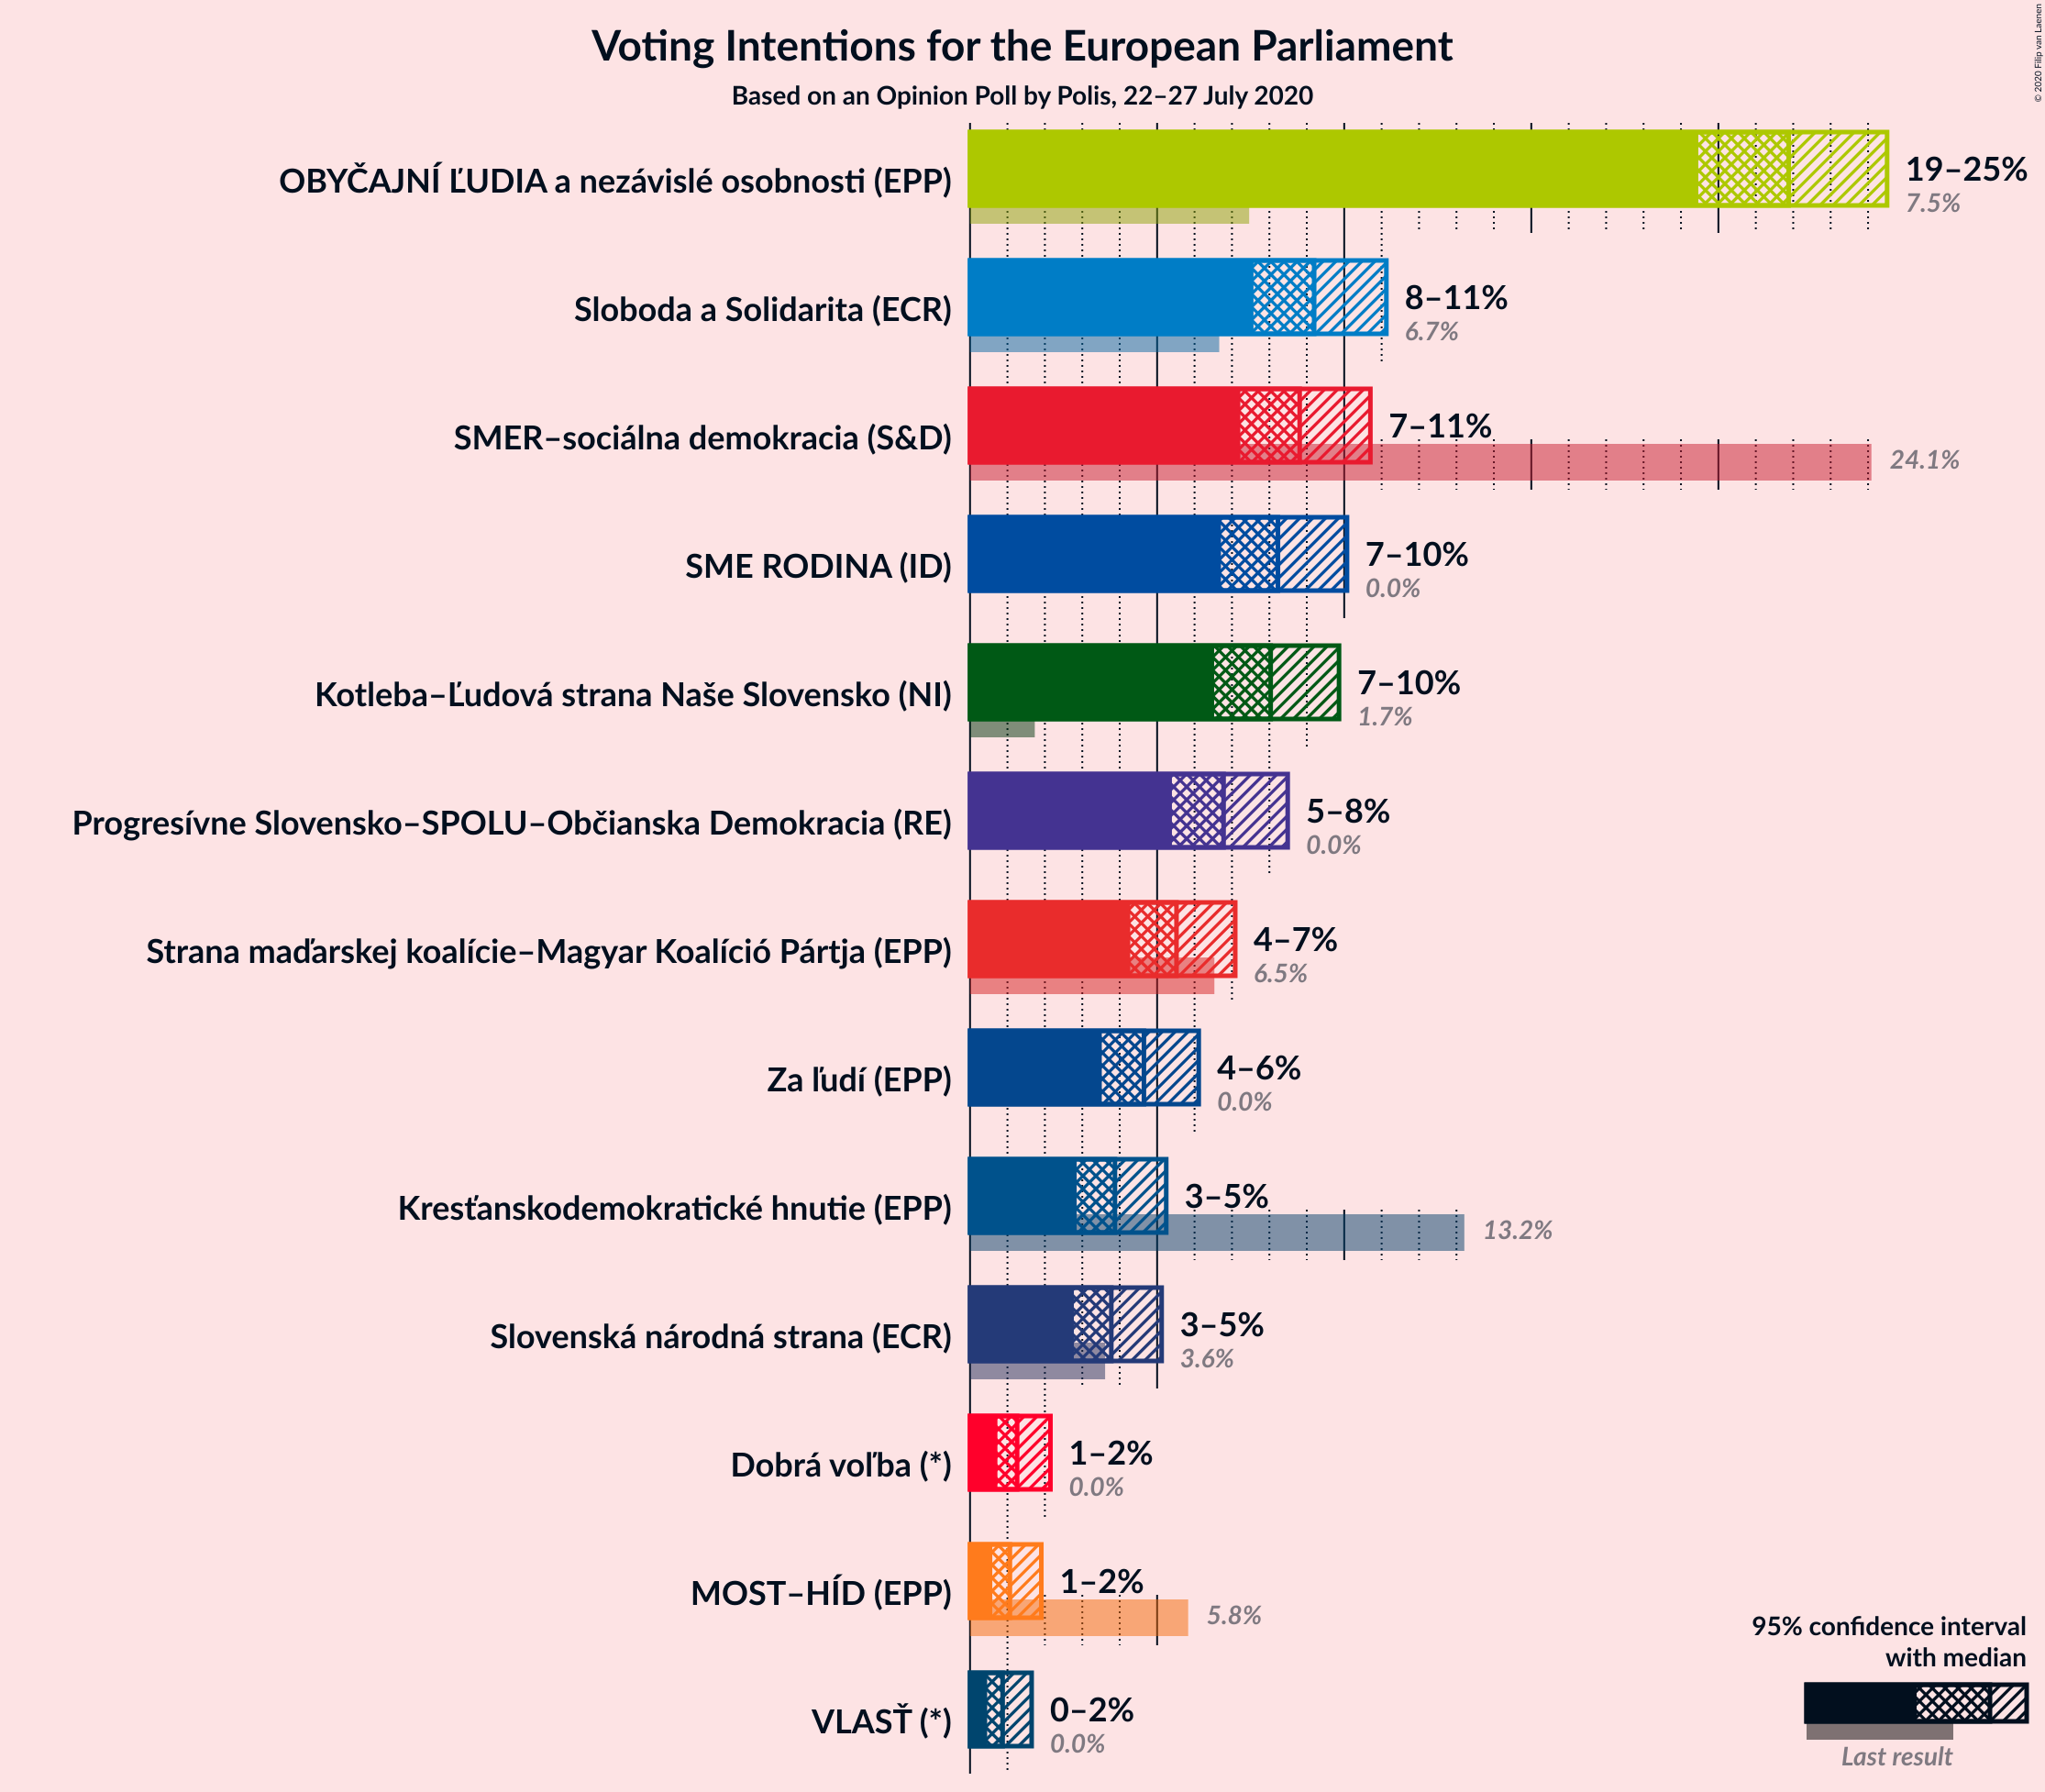 Voting Intentions for the European Parliament
Based on an Opinion Poll by Polis, 22–27 July 2020
© 2020 Filip van Laenen
OBYČAJNÍ ĽUDIA a nezávislé osobnosti (EPP)
19–25%
7.5%
Sloboda a Solidarita (ECR)
8–11%
6.7%
SMER–sociálna demokracia (S&D)
7–11%
24.1%
SME RODINA (ID)
7–10%
0.0%
Kotleba–Ľudová strana Naše Slovensko (NI)
7–10%
1.7%
Progresívne Slovensko–SPOLU–Občianska Demokracia (RE)
5–8%
0.0%
Strana maďarskej koalície–Magyar Koalíció Pártja (EPP)
4–7%
6.5%
Za ľudí (EPP)
4–6%
0.0%
Kresťanskodemokratické hnutie (EPP)
3–5%
13.2%
Slovenská národná strana (ECR)
3–5%
3.6%
Dobrá voľba (*)
1–2%
0.0%
MOST–HÍD (EPP)
1–2%
5.8%
VLASŤ (*)
0–2%
0.0%
95% confidence interval
with median
Last result